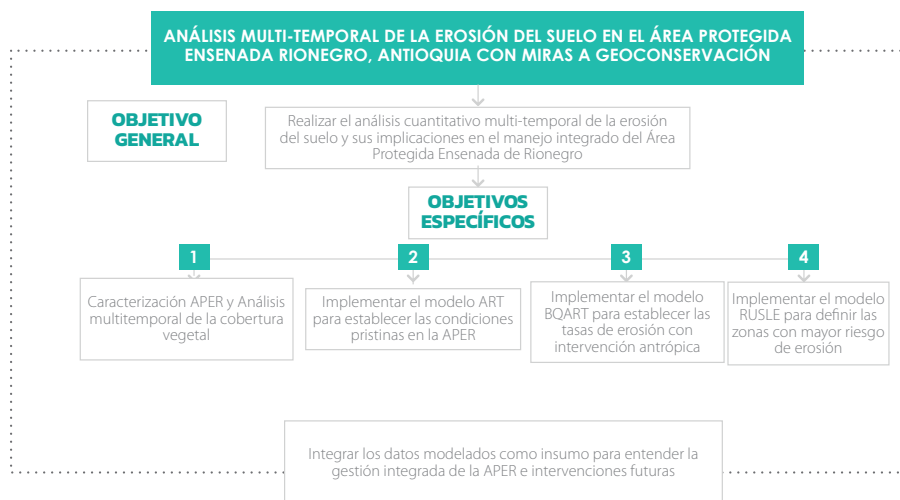 ANÁLISIS MULTI-TEMPORAL DE LA EROSIÓN DEL SUELO EN EL ÁREA PROTEGIDA
ENSENADA RIONEGRO, ANTIOQUIA CON MIRAS A GEOCONSERVACIÓN
OBJETIVO
GENERAL
Realizar el análisis cuantitativo multi-temporal de la erosión
del suelo y sus implicaciones en el manejo integrado del Área
Protegida Ensenada de Rionegro
OBJETIVOS
ESPECÍFICOS
1
Caracterización APER y Análisis
multitemporal de la cobertura
vegetal
2
Implementar el modelo ART
para establecer las condiciones
pristinas en la APER
3
Implementar el modelo
BQART para establecer las
tasas de erosión con
intervención antrópica
4
Implementar el modelo
RUSLE para definir las
zonas con mayor riesgo
de erosión
Integrar los datos modelados como insumo para entender la
gestión integrada de la APER e intervenciones futuras